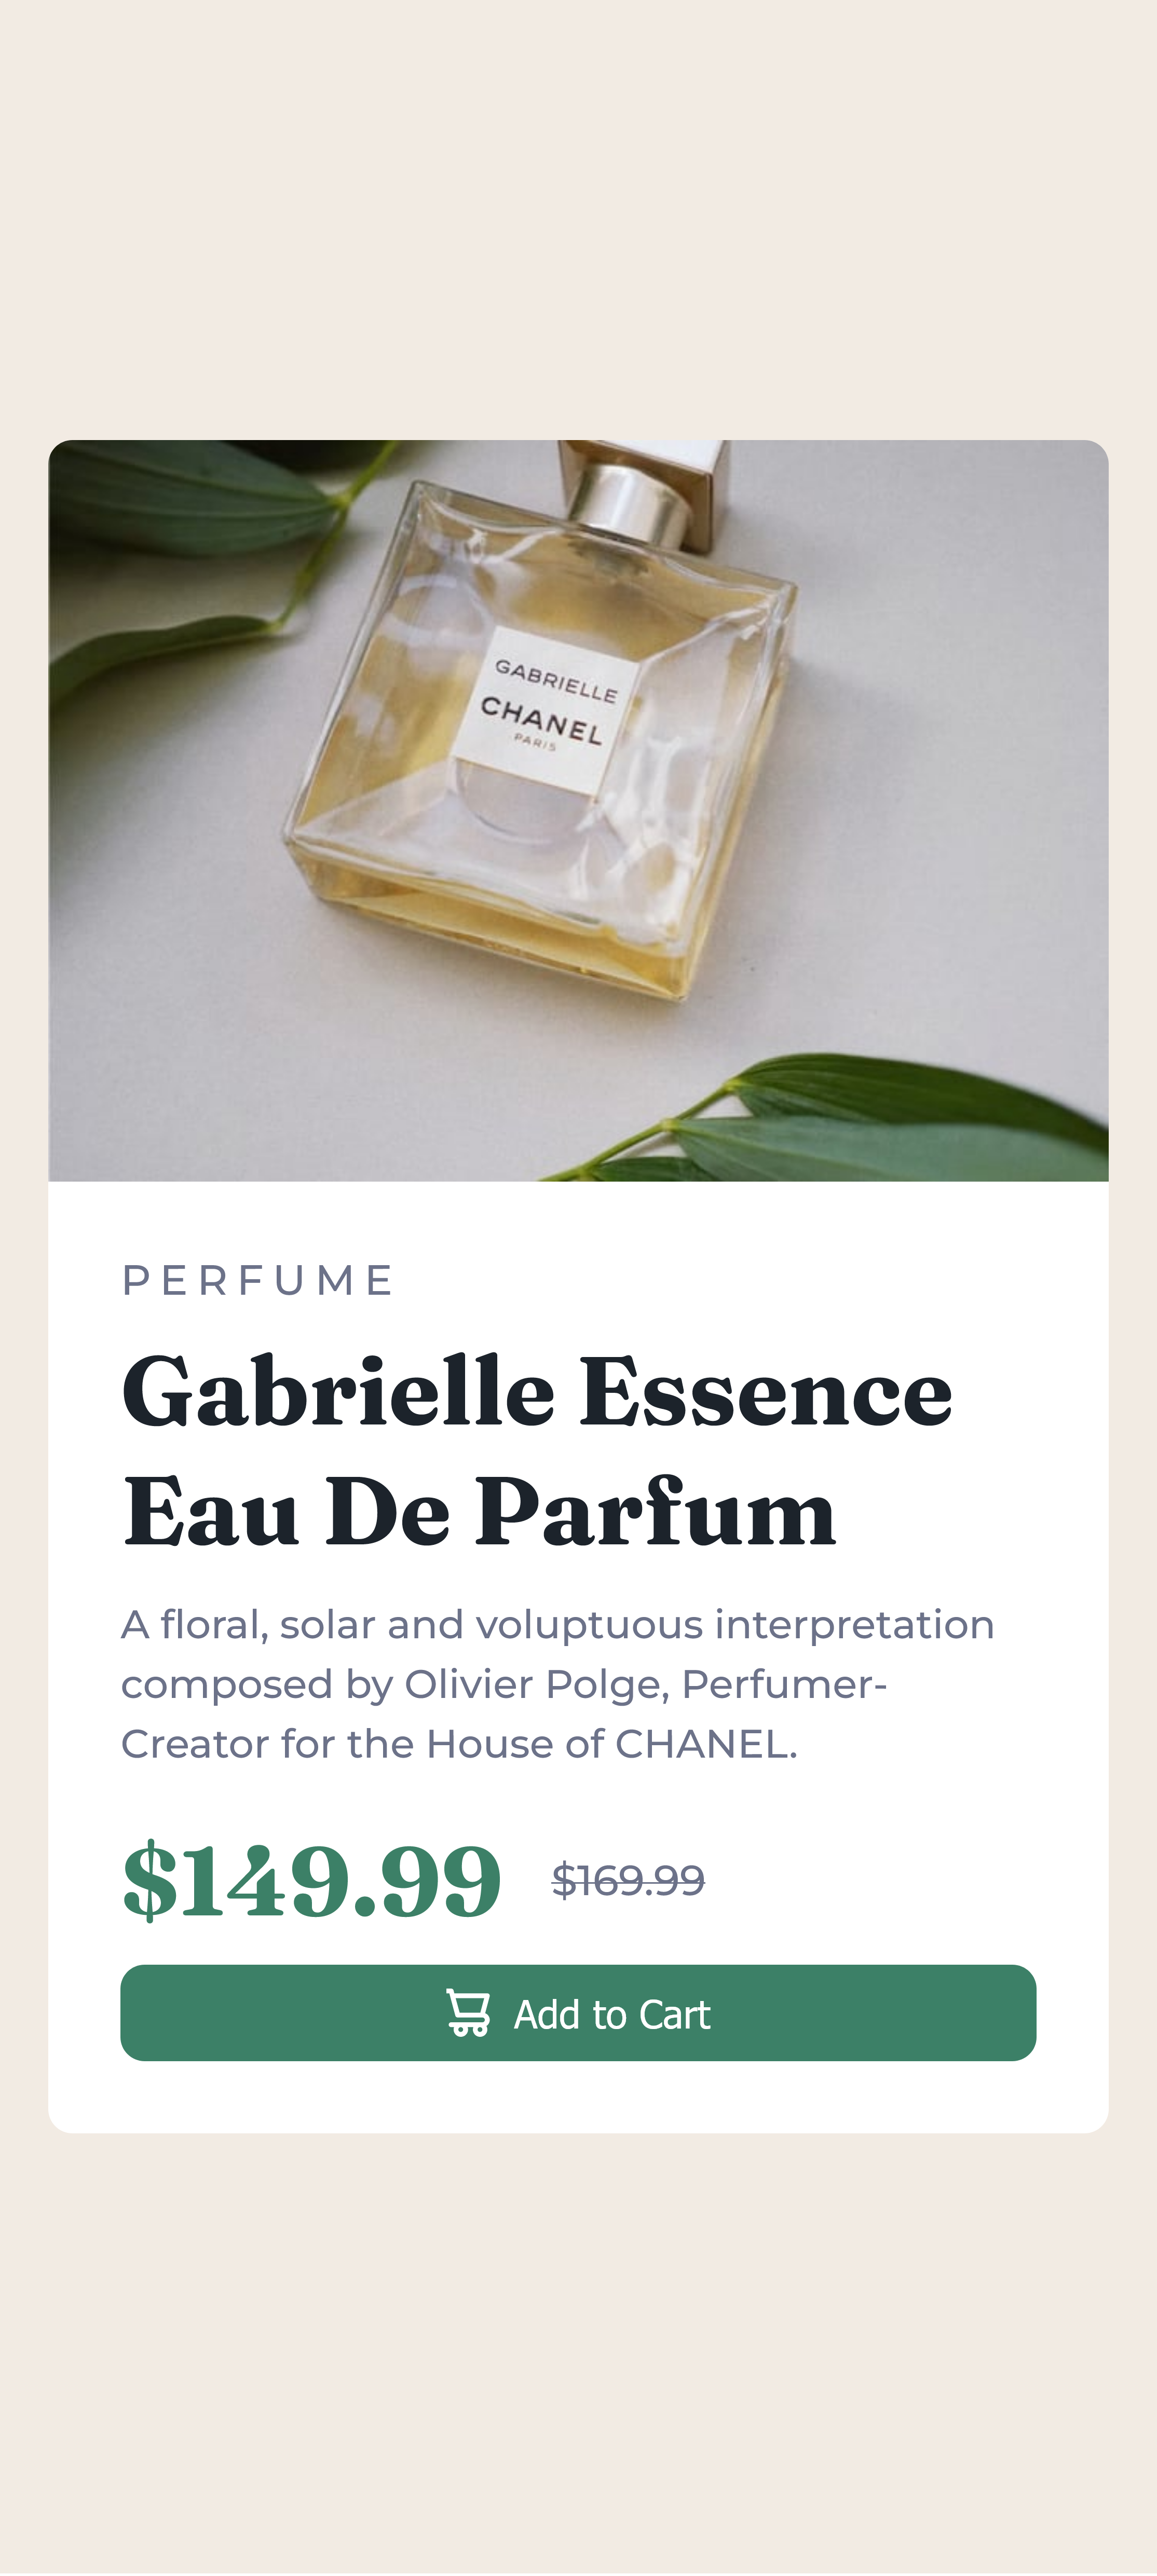 GABRIELLE
CHANEL
PARIS
PERFUME
Gabrielle Essence
Eau De Parfum
A floral, solar and voluptuous interpretation
composed by Olivier Polge, Perfumer-
Creator for the House of CHANEL.
$149.99 $169.99
Add to Cart